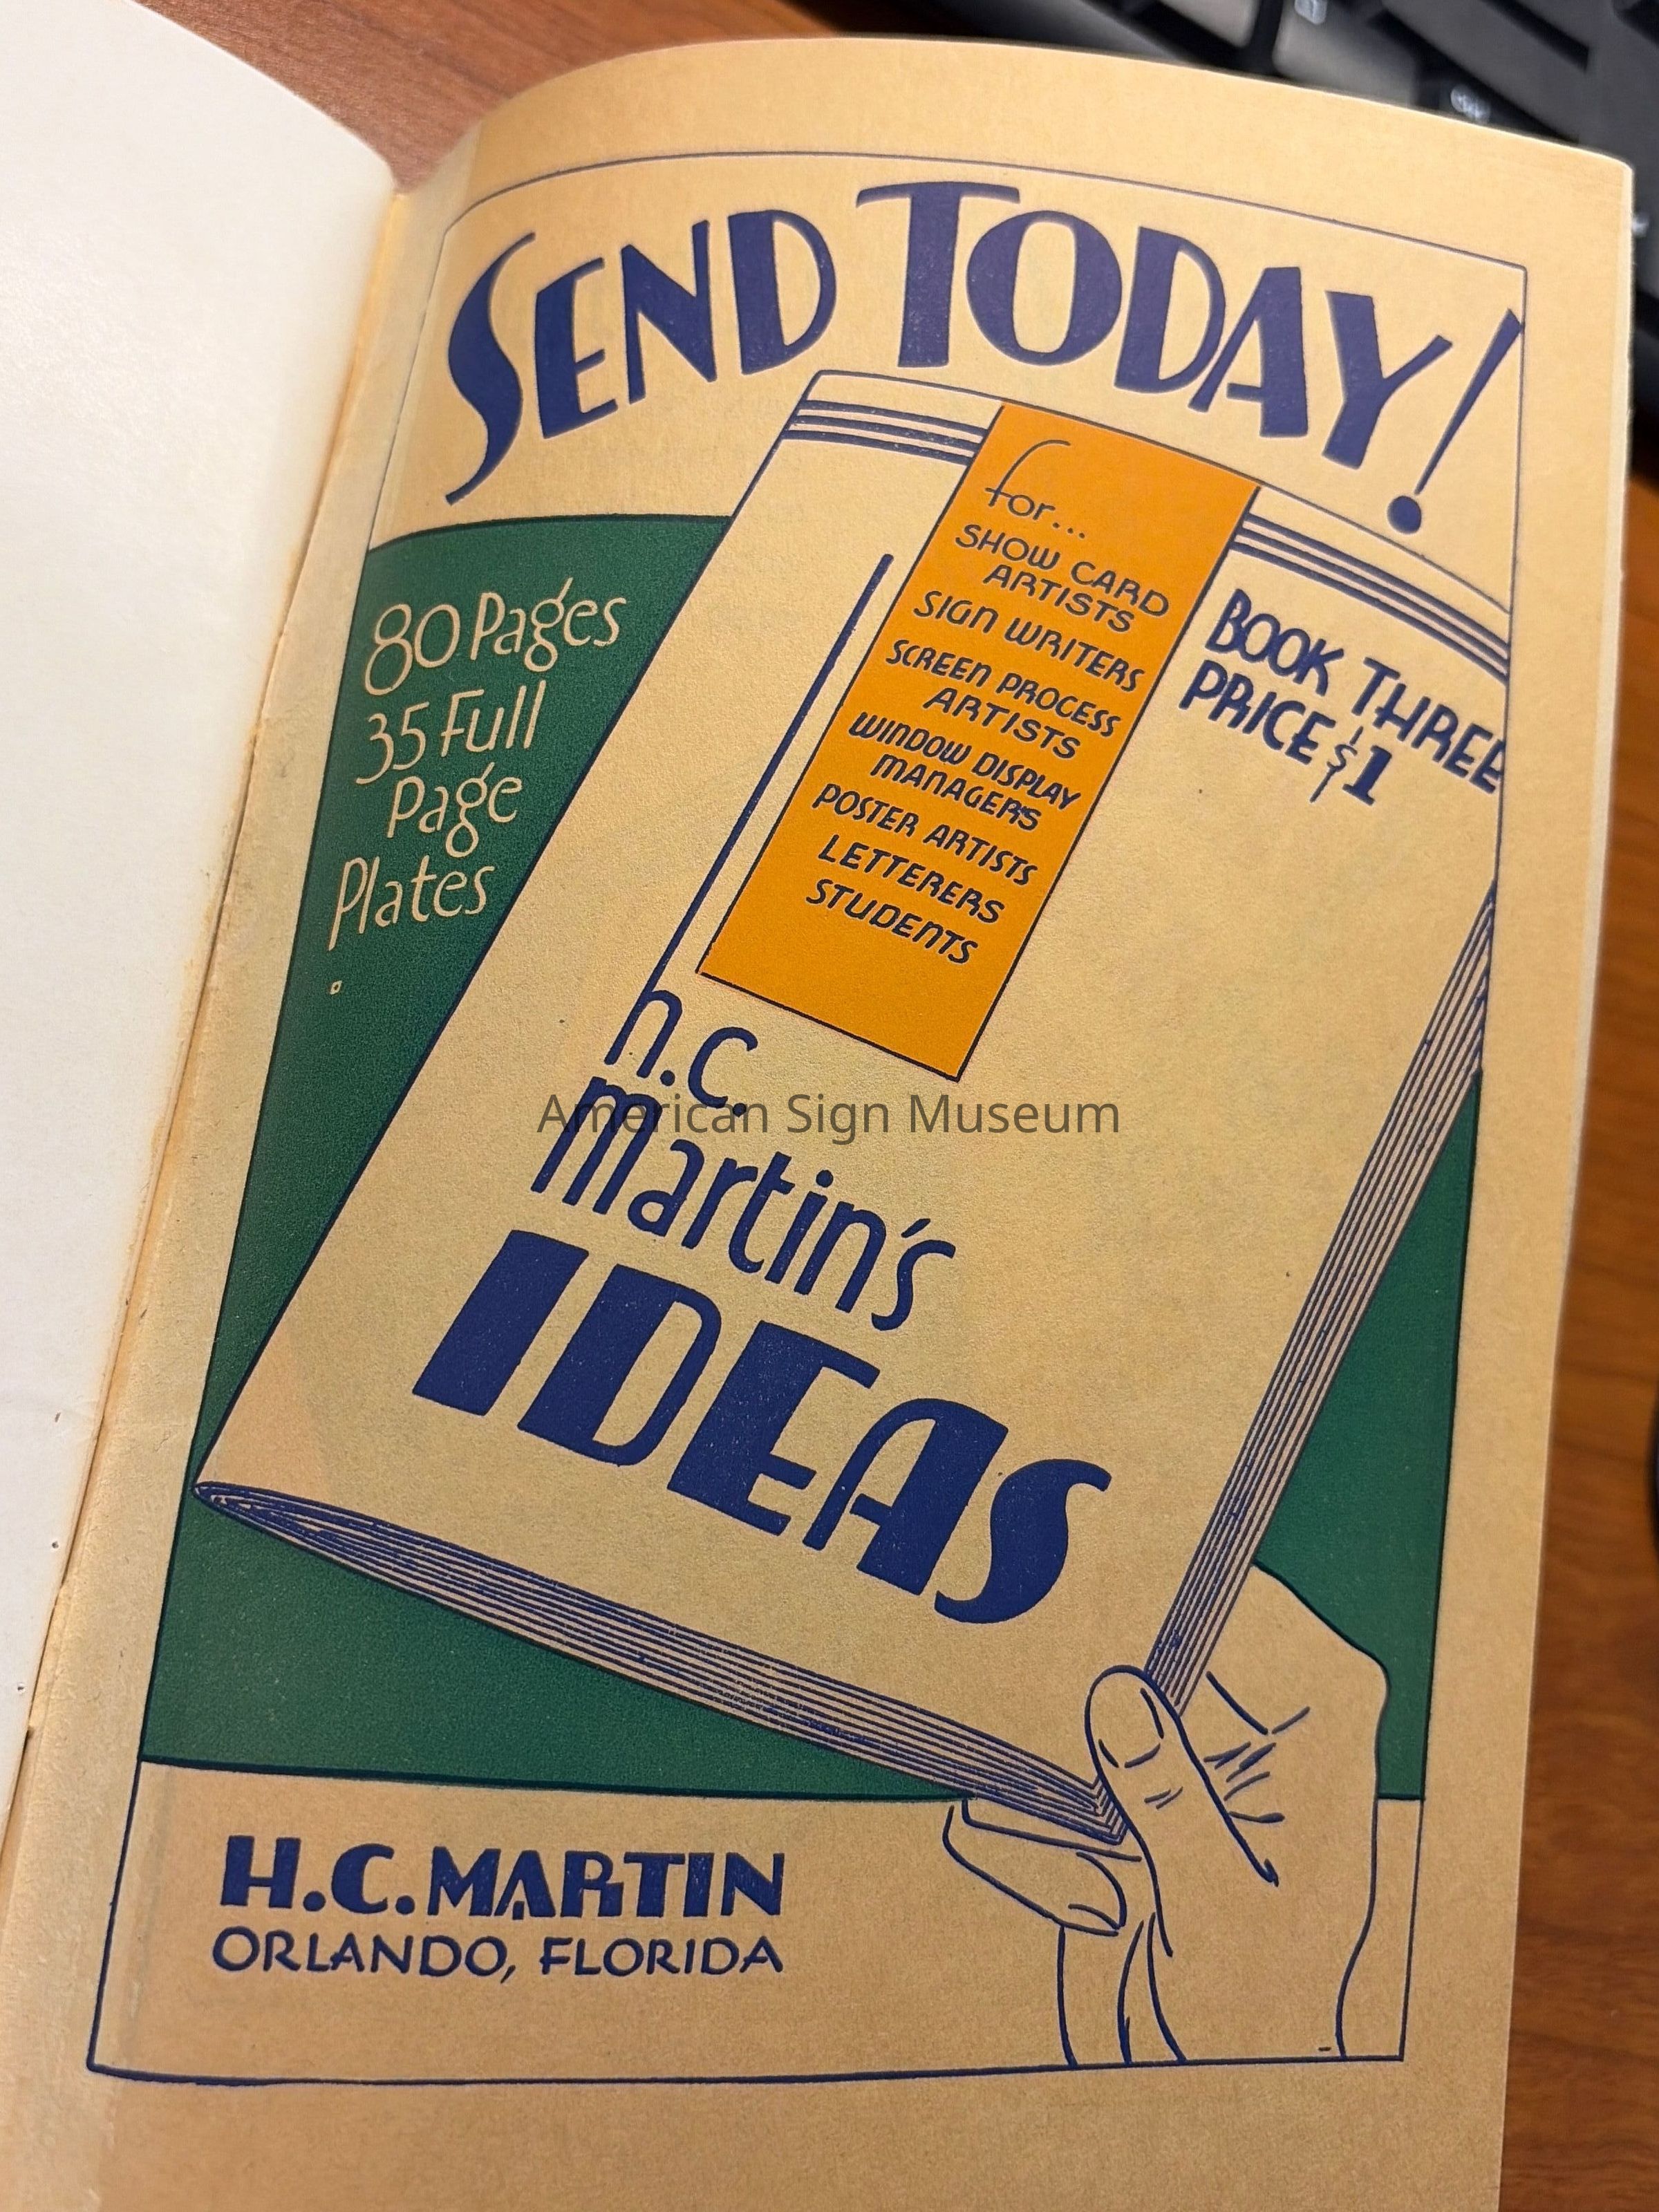 SEND TODAY!
80 Pages
35 Full
Page
Plates
for...
SHOW CARD
ARTISTS
SIGN WRITERS
SCREEN PROCESS
ARTISTS
WINDOW DISPLAY
MANAGERS
POSTER ARTISTS
LETTERERS
STUDENTS
BOOK THREE
PRICE $1
h.c.
martin's
IDEAS
American Sign Museum
H.C. MARTIN
ORLANDO, FLORIDA